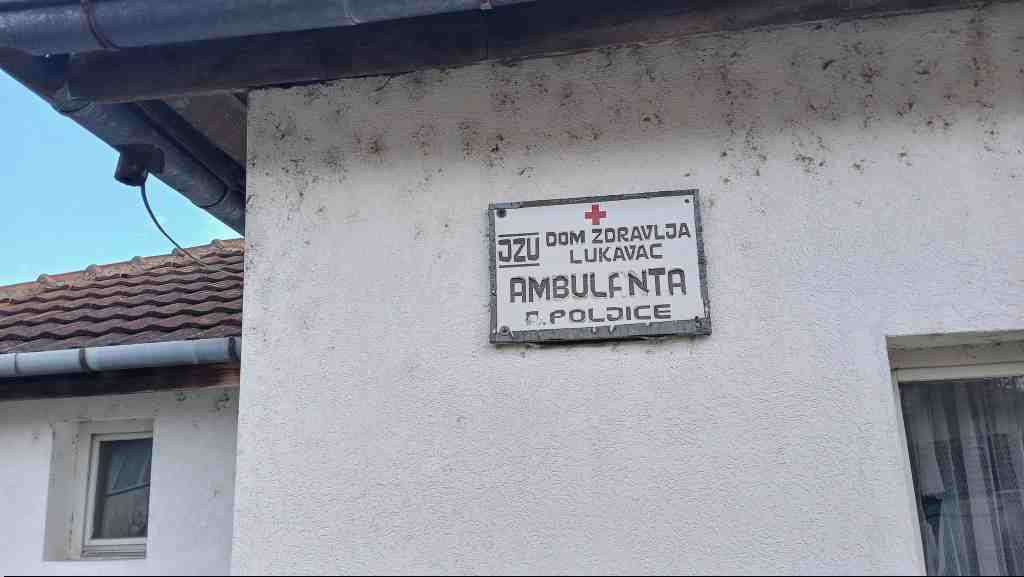 JZU DOM ZDRAVLJA
LUKAVAC
AMBULANTA
POLJICE